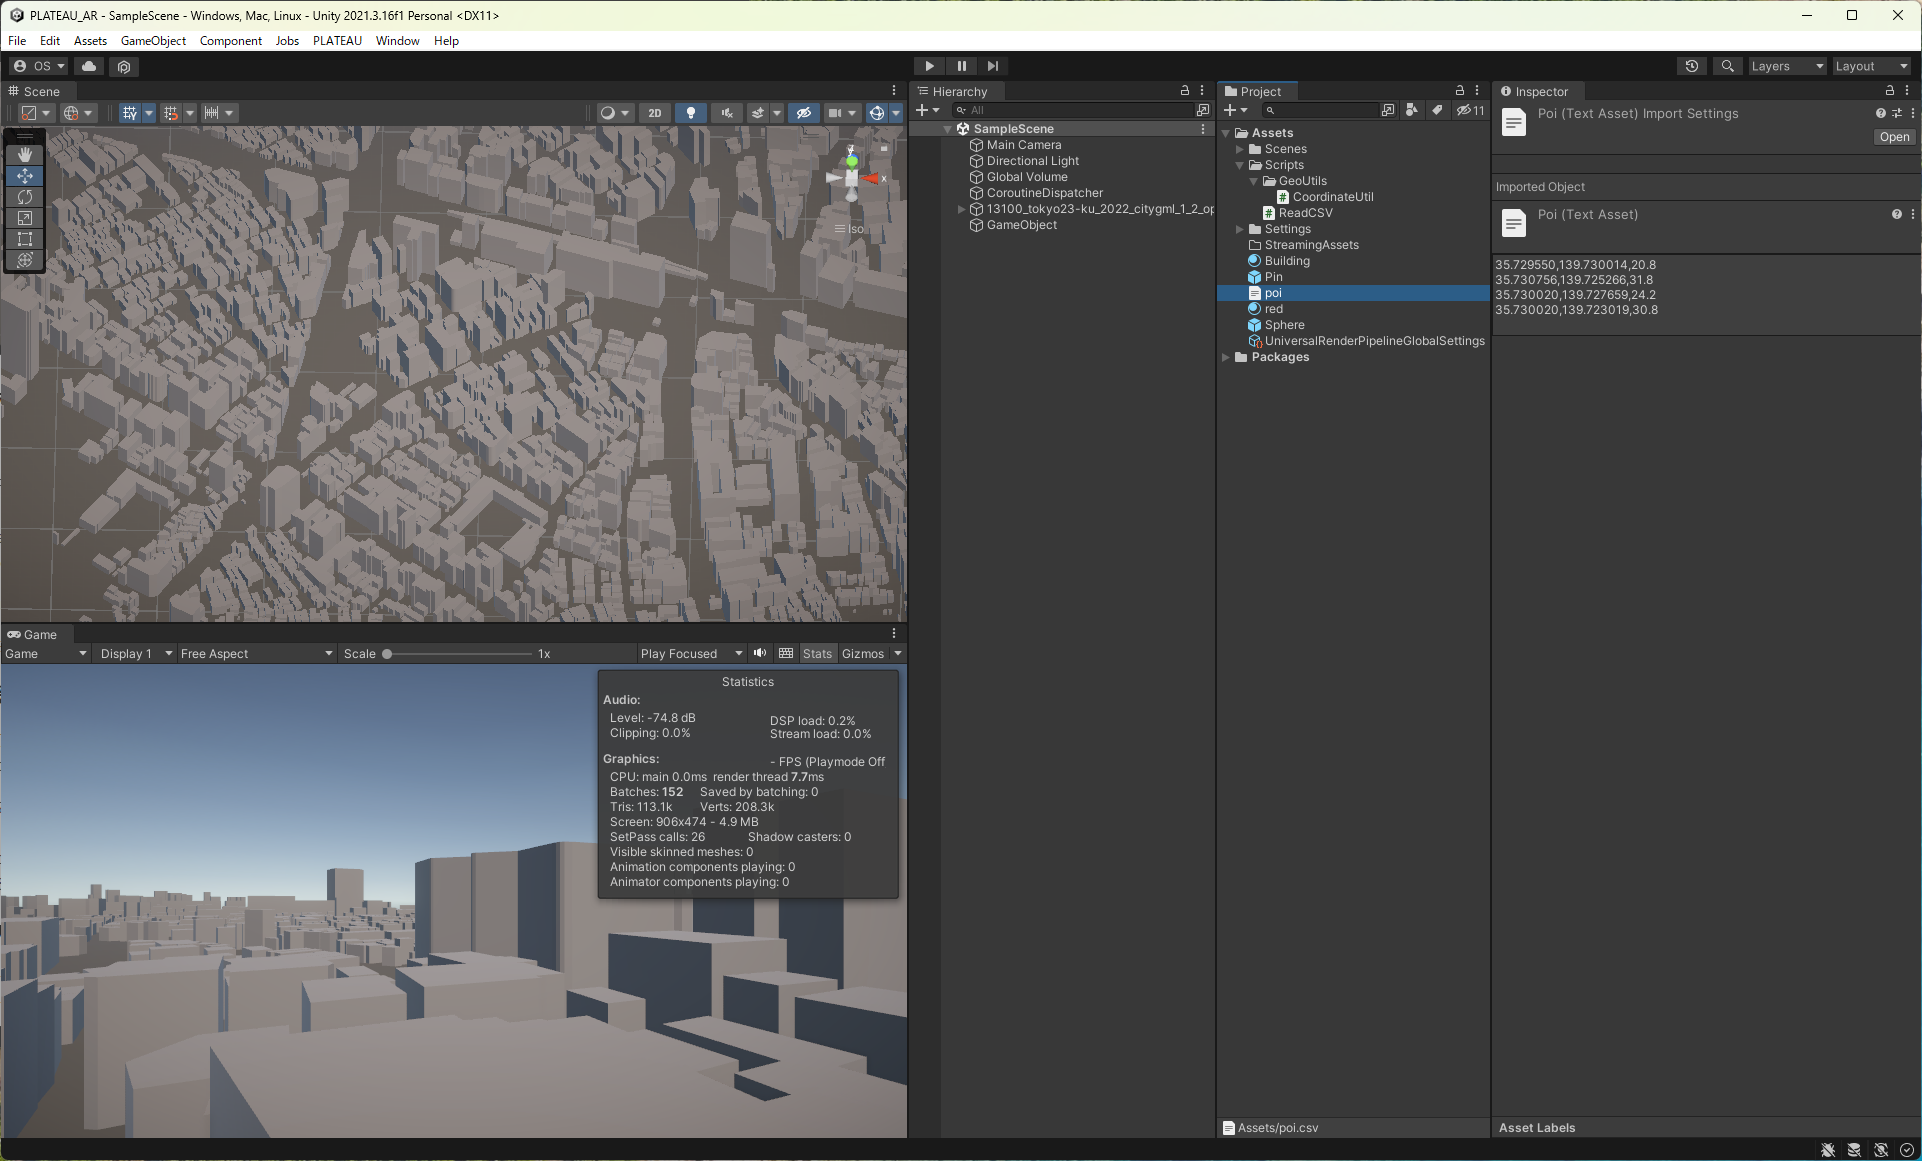 PLATEAU_AR - SampleScene - Windows, Mac, Linux - Unity 2021.3.16f1 Personal <DX11>
File Edit Assets GameObject Component Jobs PLATEAU Window Help
OS
Layers
Layout
Scene
2D
y
x
Iso
Hierarchy
All
SampleScene
Main Camera
Directional Light
Global Volume
CoroutineDispatcher
13100_tokyo23-ku_2022_citygml_1_2_op
GameObject
Project
11
Assets
Scenes
Scripts
GeoUtils
CoordinateUtil
ReadCSV
Settings
StreamingAssets
Building
Pin
poi
red
Sphere
UniversalRenderPipelineGlobalSettings
Packages
Assets/poi.csv
Inspector
Poi (Text Asset) Import Settings
Open
Imported Object
Poi (Text Asset)
35.729550,139.730014,20.8
35.730756,139.725266,31.8
35.730020,139.727659,24.2
35.730020,139.723019,30.8
Asset Labels
Game
Game Display 1 Free Aspect Scale 1x Play Focused Stats Gizmos
Statistics
Audio:
Level: -74.8 dB DSP load: 0.2%
Clipping: 0.0% Stream load: 0.0%
Graphics: - FPS (Playmode Off
CPU: main 0.0ms render thread 7.7ms
Batches: 152 Saved by batching: 0
Tris: 113.1k Verts: 208.3k
Screen: 906x474 - 4.9 MB
SetPass calls: 26 Shadow casters: 0
Visible skinned meshes: 0
Animation components playing: 0
Animator components playing: 0